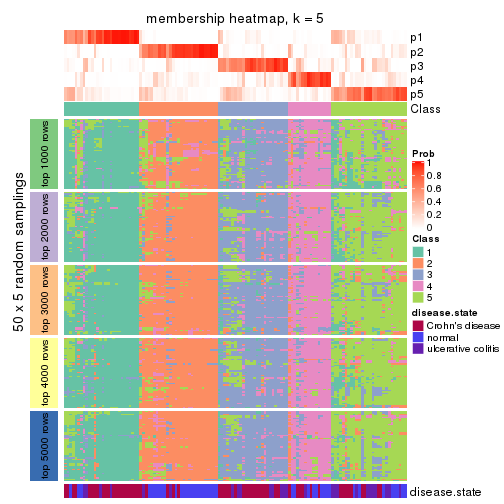 membership heatmap, k = 5
p1
p2
p3
p4
p5
Class
50 x 5 random samplings
top 1000 rows
top 2000 rows
top 3000 rows
top 4000 rows
top 5000 rows
Prob
1
0.8
0.6
0.4
0.2
0
Class
1
2
3
4
5
disease.state
Crohn's disease
normal
ulcerative colitis
disease.state